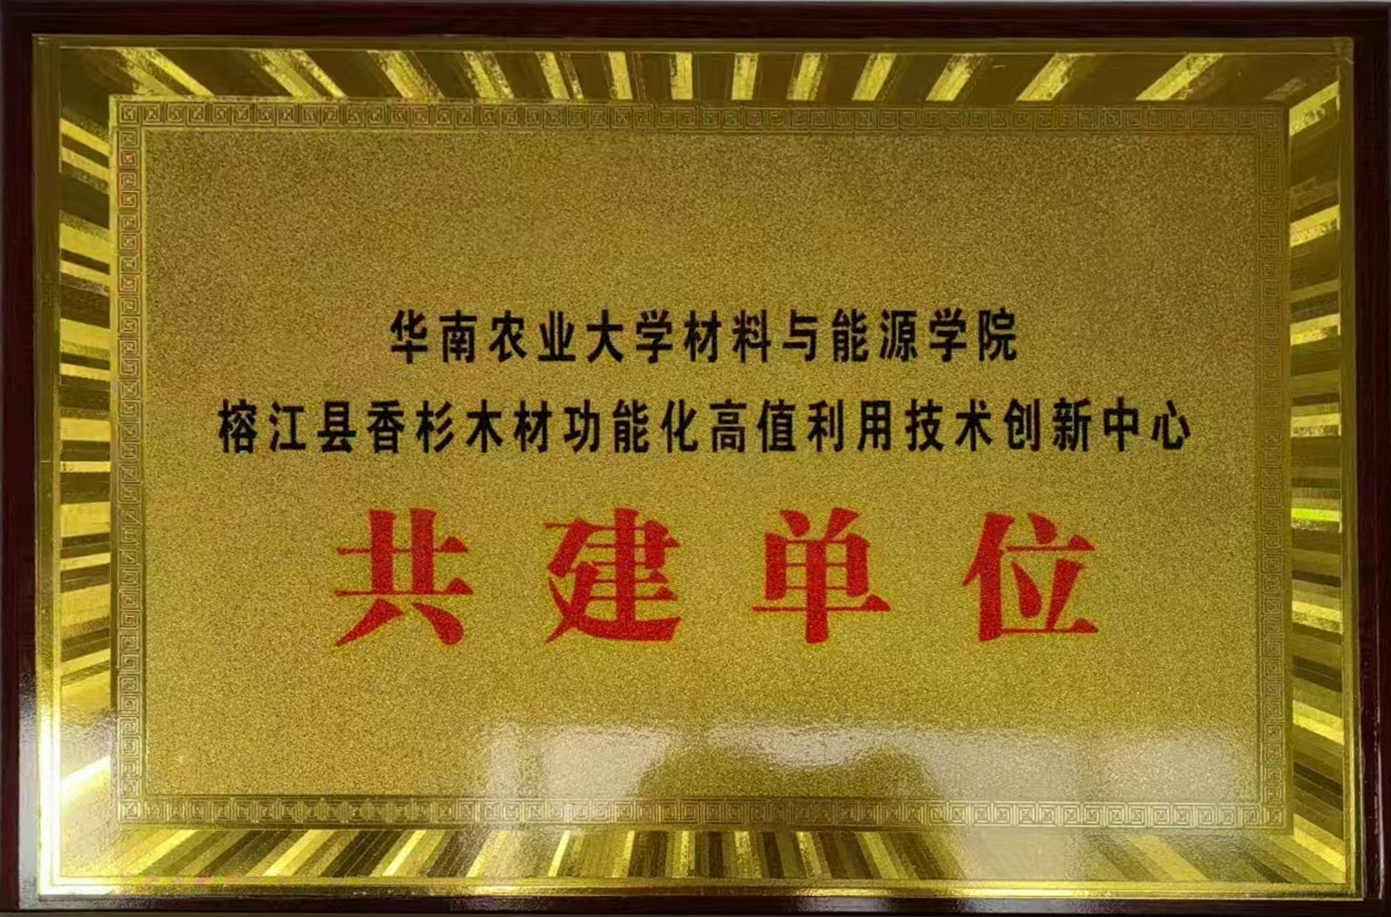 华南农业大学材料与能源学院
榕江县香杉木材功能化高值利用技术创新中心
共建单位